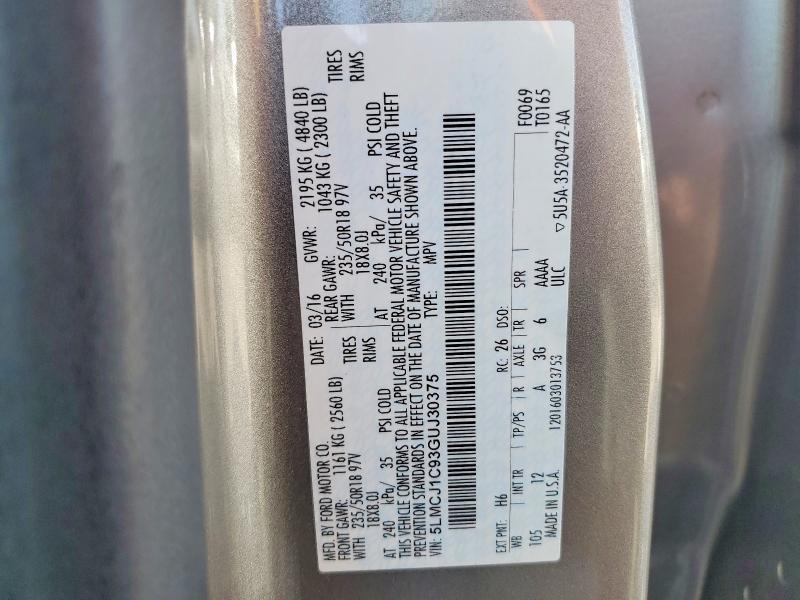 MFD. BY FORD MOTOR CO.
DATE: 03/16 GVWR: 2195 KG ( 4840 LB)
FRONT GAWR: 1161 KG ( 2560 LB) REAR GAWR: 1043 KG ( 2300 LB)
WITH 235/50R18 97V TIRES WITH 235/50R18 97V TIRES
18X8.0J RIMS 18X8.0J RIMS
AT 240 kPa/ 35 PSI COLD AT 240 kPa/ 35 PSI COLD
THIS VEHICLE CONFORMS TO ALL APPLICABLE FEDERAL MOTOR VEHICLE SAFETY AND THEFT
PREVENTION STANDARDS IN EFFECT ON THE DATE OF MANUFACTURE SHOWN ABOVE.
VIN: 5LMCJ1C93GUJ30375 TYPE: MPV
EXT PNT: H6 RC: 26 DSO: F0069
WB INT TR TP/PS R AXLE TR SPR T0165
105 12 A 3G 6 AAAA
ULC
MADE IN U.S.A. 1201603013753 ▽5U5A-3520472-AA